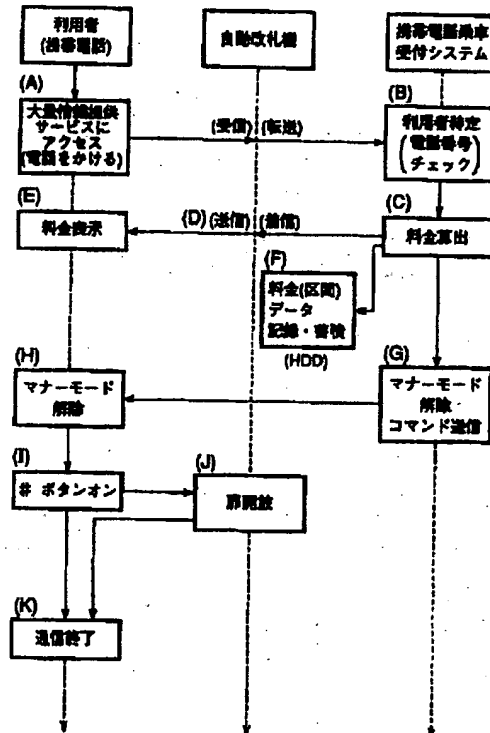 利用者
(携帯電話)
自動改札機
携帯電話乗車
受付システム
(A)
大量情報提供
サービスに
アクセス
(電話をかける)
(受信)
(転送)
(B)
利用者特定
(電話番号
チェック)
(E)
料金表示
(D)
(送信)
(着信)
(C)
料金算出
(F)
料金(区間)
データ
記録・蓄積
(HDD)
(H)
マナーモード
解除
(G)
マナーモード
解除
コマンド送信
(I)
# ボタンオン
(J)
扉開放
(K)
通信終了